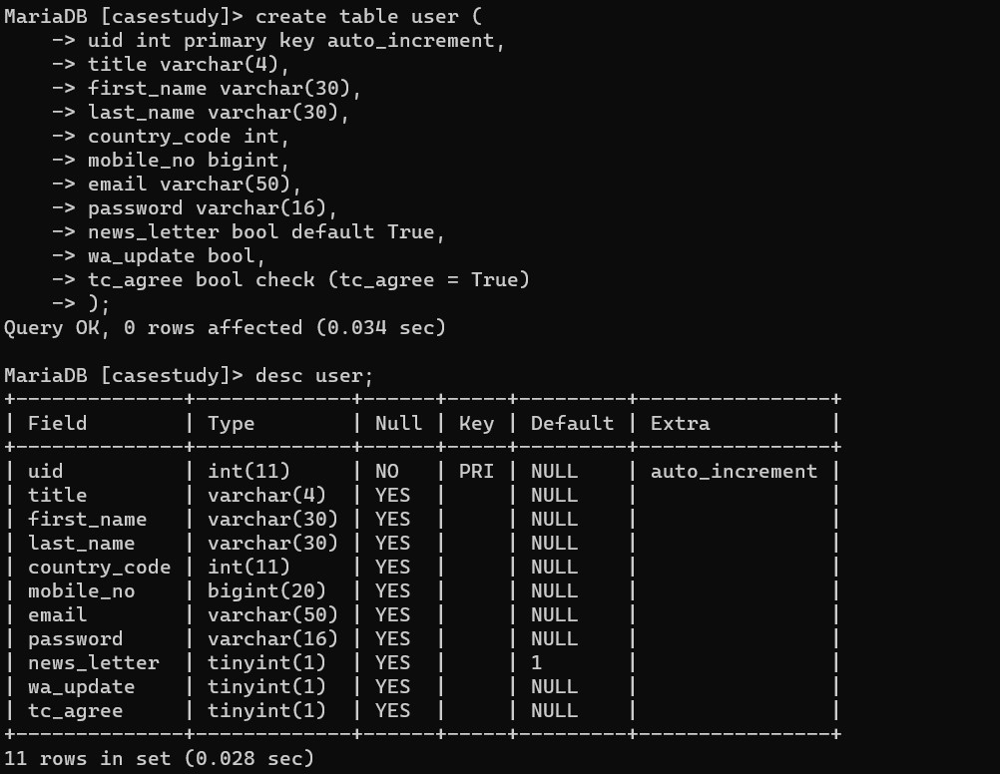 MariaDB [casestudy]> create table user (
    -> uid int primary key auto_increment,
    -> title varchar(4),
    -> first_name varchar(30),
    -> last_name varchar(30),
    -> country_code int,
    -> mobile_no bigint,
    -> email varchar(50),
    -> password varchar(16),
    -> news_letter bool default True,
    -> wa_update bool,
    -> tc_agree bool check (tc_agree = True)
    -> );
Query OK, 0 rows affected (0.034 sec)

MariaDB [casestudy]> desc user;
+--------------+-------------+------+-----+---------+----------------+
| Field        | Type        | Null | Key | Default | Extra          |
+--------------+-------------+------+-----+---------+----------------+
| uid          | int(11)     | NO   | PRI | NULL    | auto_increment |
| title        | varchar(4)  | YES  |     | NULL    |                |
| first_name   | varchar(30) | YES  |     | NULL    |                |
| last_name    | varchar(30) | YES  |     | NULL    |                |
| country_code | int(11)     | YES  |     | NULL    |                |
| mobile_no    | bigint(20)  | YES  |     | NULL    |                |
| email        | varchar(50) | YES  |     | NULL    |                |
| password     | varchar(16) | YES  |     | NULL    |                |
| news_letter  | tinyint(1)  | YES  |     | 1       |                |
| wa_update    | tinyint(1)  | YES  |     | NULL    |                |
| tc_agree     | tinyint(1)  | YES  |     | NULL    |                |
+--------------+-------------+------+-----+---------+----------------+
11 rows in set (0.028 sec)